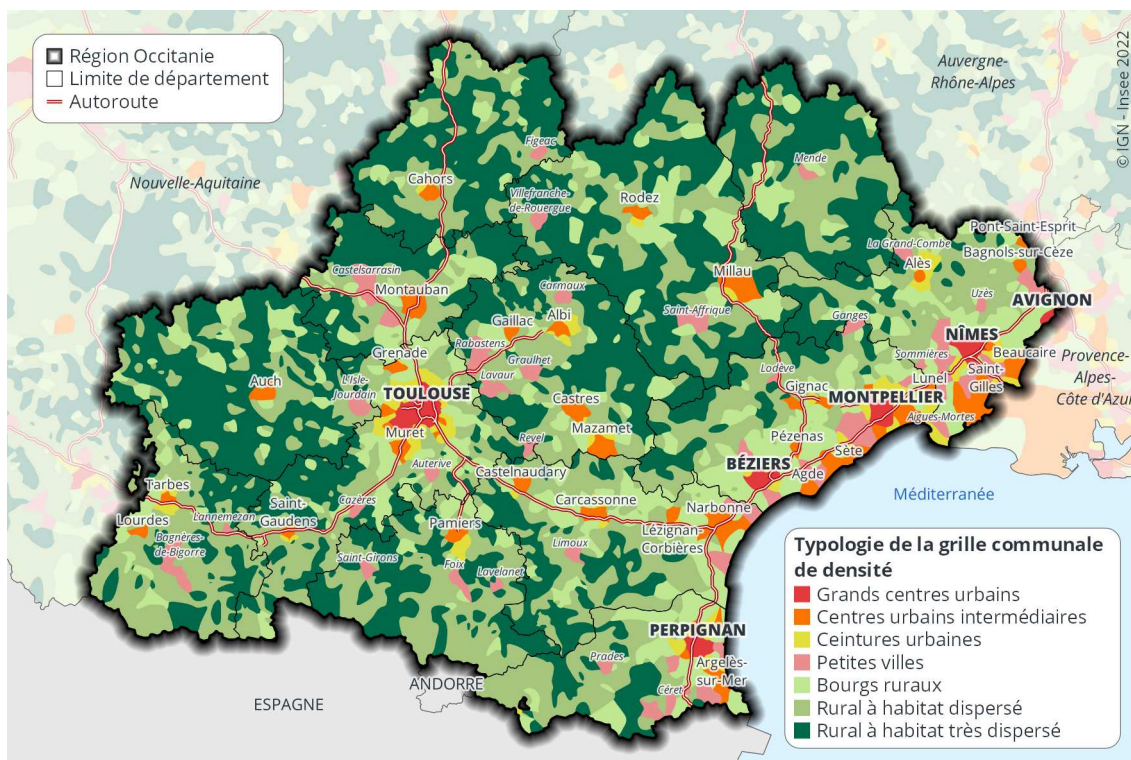 Région Occitanie
Limite de département
Autoroute
© IGN - Insee 2022
Auvergne-
Rhône-Alpes
Nouvelle-Aquitaine
Figeac
Mende
Cahors
Villefranche-
de-Rouergue
Rodez
Pont-Saint-Esprit
La Grand-Combe
Bagnols-sur-Cèze
Alès
Castelsarrasin
Millau
Montauban
Carmaux
Uzès
AVIGNON
Saint-Affrique
Ganges
Gaillac
Albi
NÎMES
Rabastens
Grenade
Graulhet
Sommières
Beaucaire
Provence-
Alpes-
Côte d'Azur
Auch
L'Isle-
Jourdain
Lavaur
Lodève
Lunel
Saint-
Gilles
TOULOUSE
Gignac
MONTPELLIER
Castres
Aigues-Mortes
Muret
Mazamet
Revel
Pézenas
Sète
Auterive
BÉZIERS
Castelnaudary
Agde
Tarbes
Méditerranée
Saint-
Gaudens
Cazères
Carcassonne
Narbonne
Lannemezan
Lourdes
Pamiers
Lézignan-
Corbières
Bagnères-
de-Bigorre
Saint-Girons
Foix
Lavelanet
Limoux
PERPIGNAN
Prades
Argelès-
sur-Mer
Céret
ANDORRE
ESPAGNE
Typologie de la grille communale
de densité
Grands centres urbains
Centres urbains intermédiaires
Ceintures urbaines
Petites villes
Bourgs ruraux
Rural à habitat dispersé
Rural à habitat très dispersé